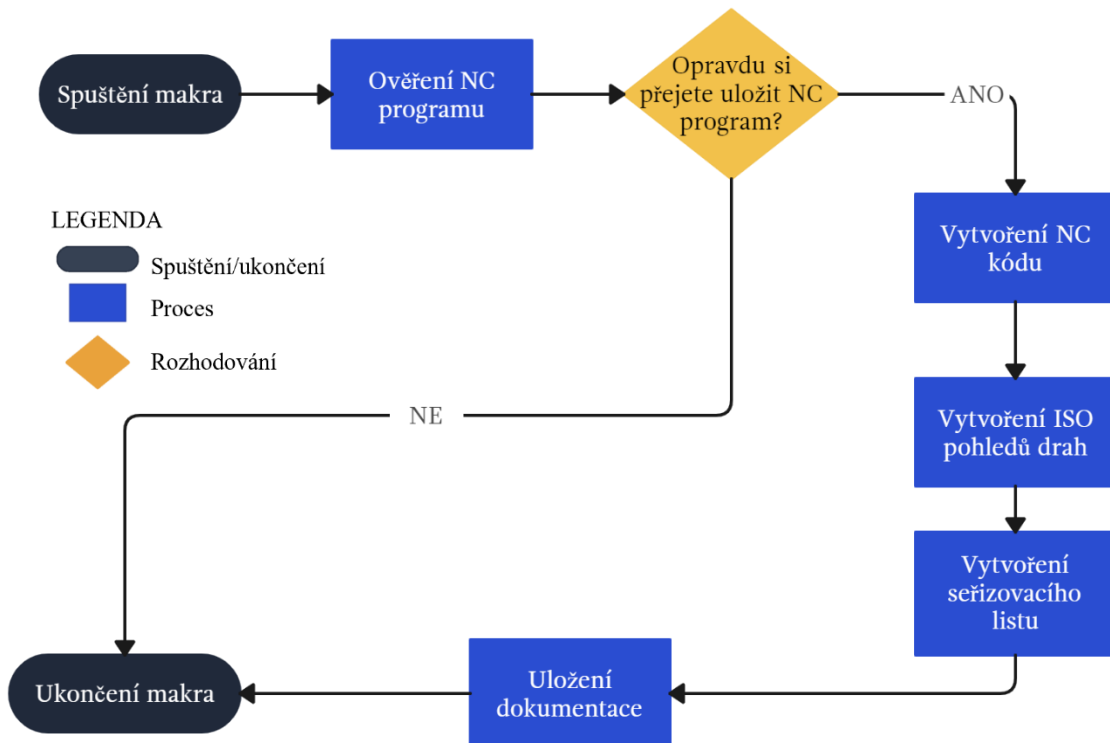 Spuštění makra
Ověření NC
programu
Opravdu si
přejete uložit NC
program?
ANO
Vytvoření NC
kódu
Vytvoření ISO
pohledů drah
Vytvoření
seřizovacího
listu
Uložení
dokumentace
Ukončení makra
NE
LEGENDA
Spuštění/ukončení
Proces
Rozhodování